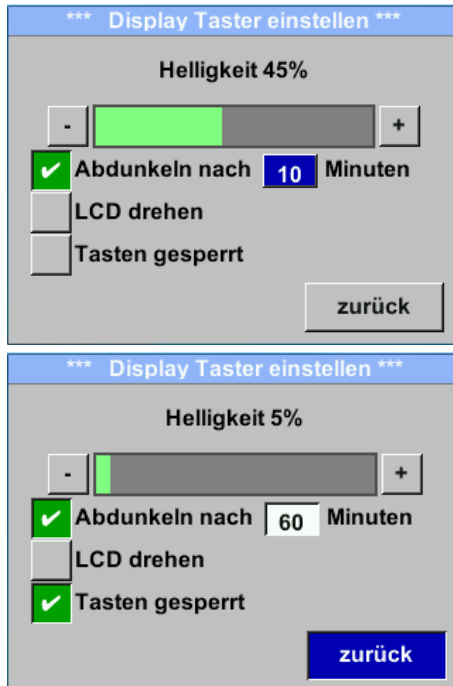 *** Display Taster einstellen ***
Helligkeit 45%
- +
Abdunkeln nach 10 Minuten
LCD drehen
Tasten gesperrt
zurück
*** Display Taster einstellen ***
Helligkeit 5%
- +
Abdunkeln nach 60 Minuten
LCD drehen
Tasten gesperrt
zurück